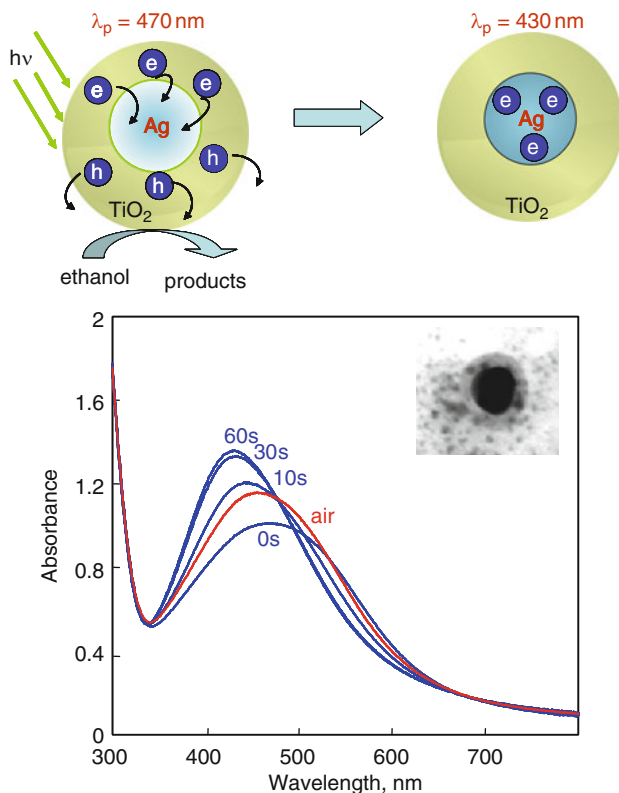 λp = 470 nm
λp = 430 nm
hν
e e e
Ag
h h h
TiO2
ethanol products
e e
Ag
e
TiO2
2
1.6
1.2
0.8
0.4
0
60s
30s
10s
air
0s
Absorbance
300 400 500 600 700
Wavelength, nm